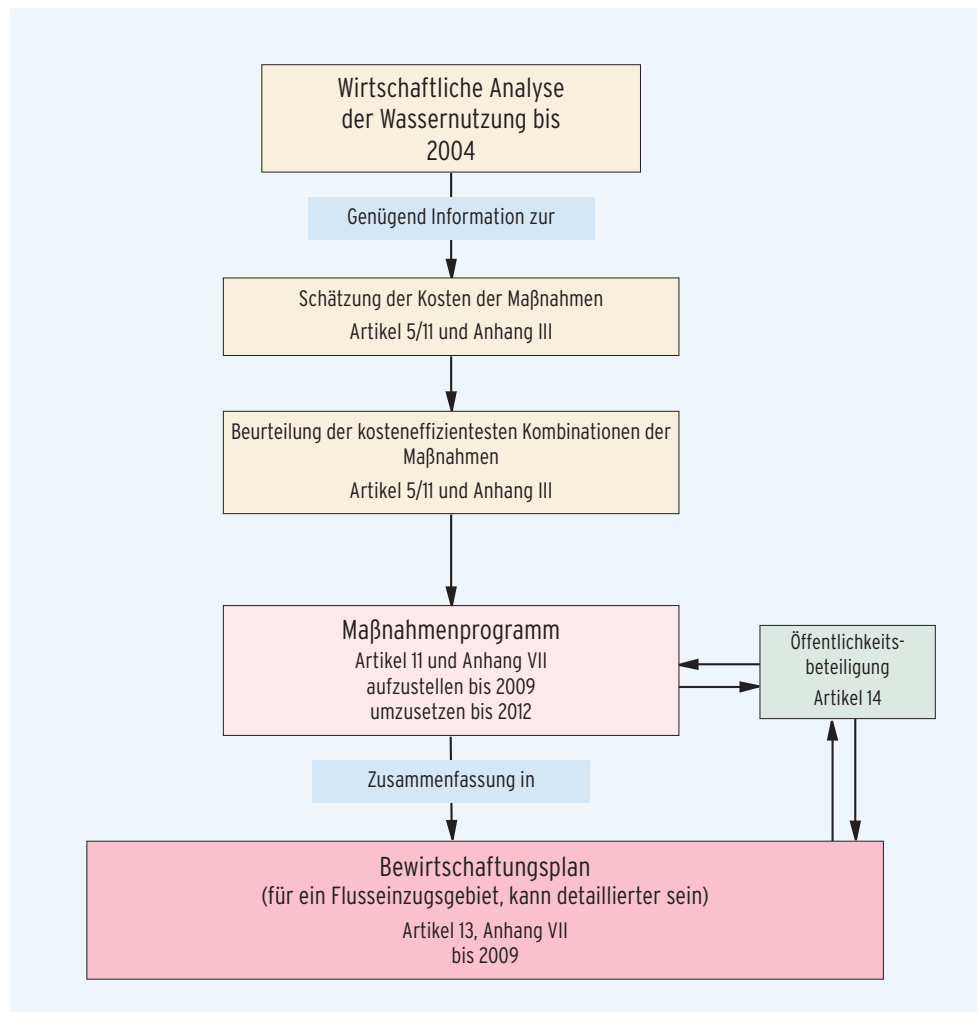 Wirtschaftliche Analyse
der Wassernutzung bis
2004
Genügend Information zur
Schätzung der Kosten der Maßnahmen
Artikel 5/11 und Anhang III
Beurteilung der kosteneffizientesten Kombinationen der
Maßnahmen
Artikel 5/11 und Anhang III
Maßnahmenprogramm
Artikel 11 und Anhang VII
aufzustellen bis 2009
umzusetzen bis 2012
Öffentlichkeits-
beteiligung
Artikel 14
Zusammenfassung in
Bewirtschaftungsplan
(für ein Flusseinzugsgebiet, kann detaillierter sein)
Artikel 13, Anhang VII
bis 2009